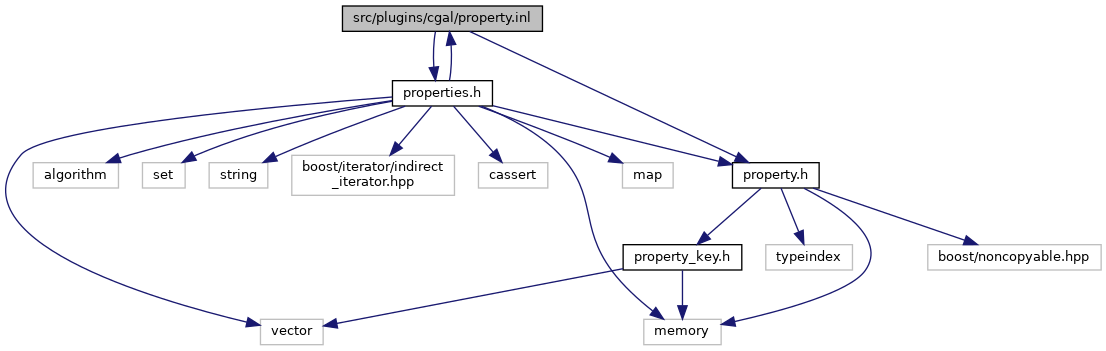 src/plugins/cgal/property.inl
properties.h
algorithm
set
string
boost/iterator/indirect
_iterator.hpp
cassert
map
property.h
property_key.h
typeindex
boost/noncopyable.hpp
vector
memory